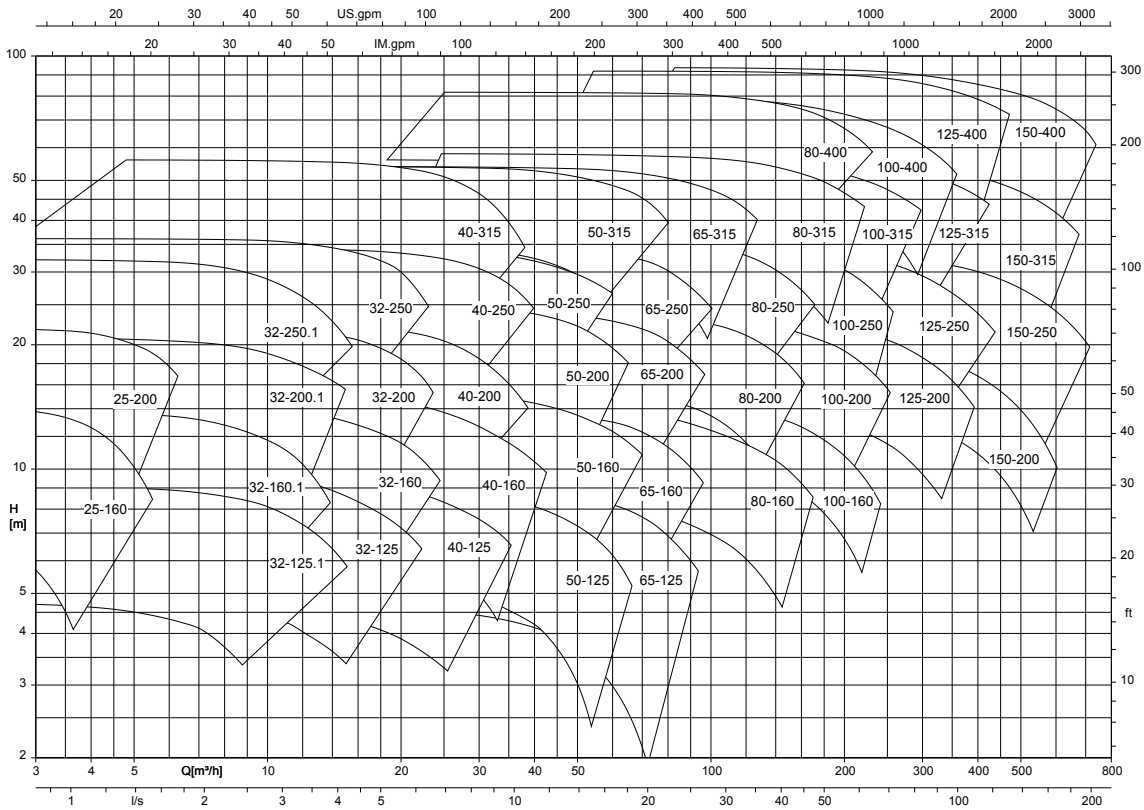 20 30 40 50 US.gpm 100 200 300 400 500 1000 2000 3000
20 30 40 50 IM.gpm 100 200 300 400 500 1000 2000
100 300
125-400 150-400
80-400 200
100-400
50
40 40-315 50-315 65-315 80-315 100-315 125-315
150-315
30 100
32-250 40-250 50-250 65-250 80-250
32-250.1 100-250 125-250 150-250
20
50-200 65-200
25-200 32-200.1 32-200 40-200 80-200 100-200 125-200 50
40
10 32-160.1 32-160 40-160 50-160 65-160 150-200
30
H
[m] 25-160 80-160 100-160
32-125.1 32-125 40-125 20
50-125 65-125
5
ft
4
3 10
2
3 4 5 Q[m³/h] 10 20 30 40 50 100 200 300 400 500 800
1 l/s 2 3 4 5 10 20 30 40 50 100 200